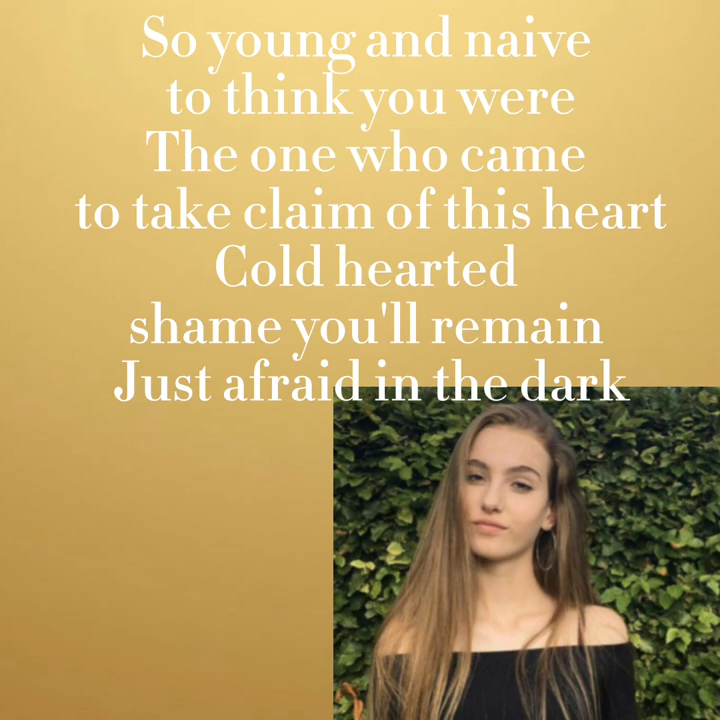 So young and naive
to think you were
The one who came
to take claim of this heart
Cold hearted
shame you'll remain
Just afraid in the dark